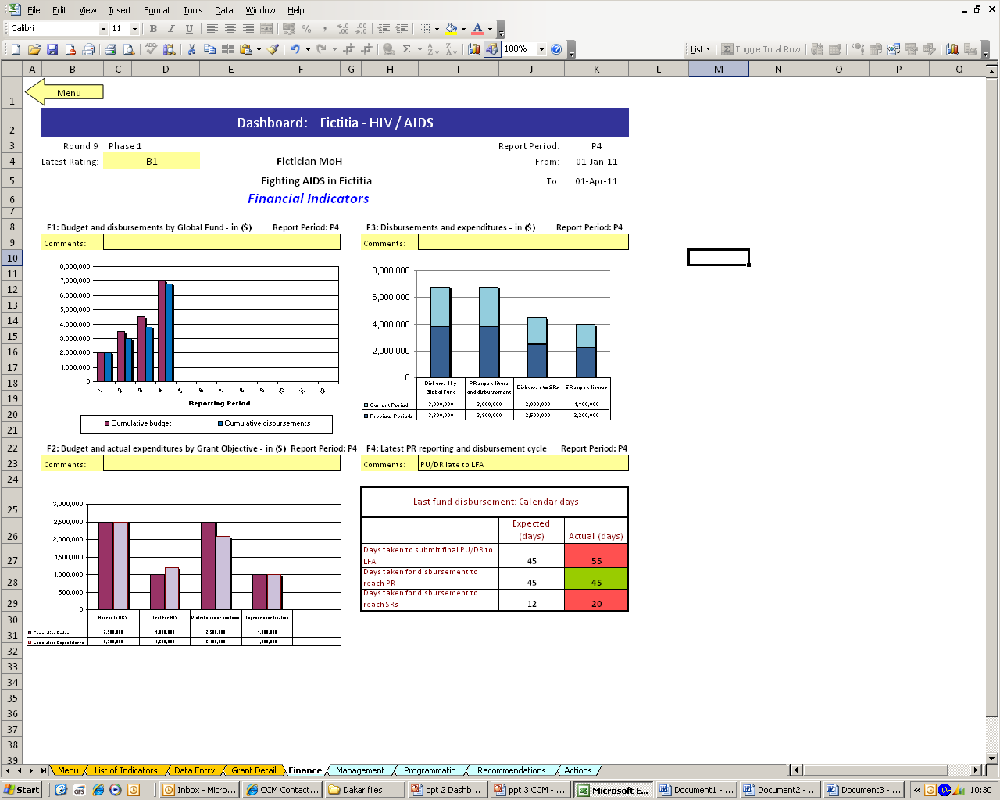 File Edit View Insert Format Tools Data Window Help
Calibri 11 B I U
100% List Toggle Total Row
A B C D E F G H I J K L M N O P Q
Menu
Dashboard: Fictitia - HIV / AIDS
Round 9 Phase 1 Report Period: P4
Latest Rating: B1 Fictician MoH From: 01-Jan-11
Fighting AIDS in Fictitia To: 01-Apr-11
Financial Indicators
F1: Budget and disbursements by Global Fund - in ($) Report Period: P4
Comments:
8,000,000
7,000,000
6,000,000
5,000,000
4,000,000
3,000,000
2,000,000
1,000,000
0
1 2 3 4 5 6 7 8 9 10 11 12
Reporting Period
Cumulative budget Cumulative disbursements
F3: Disbursements and expenditures - in ($) Report Period: P4
Comments:
8,000,000
6,000,000
4,000,000
2,000,000
0
Disbursed by Global Fund PR expenditure and disbursement Disbursed to SRs SR expenditures
Current Period 3,000,000 3,000,000 2,000,000 1,800,000
Previous Periods 3,800,000 3,800,000 2,500,000 2,200,000
F2: Budget and actual expenditures by Grant Objective - in ($) Report Period: P4
Comments:
3,000,000
2,500,000
2,000,000
1,500,000
1,000,000
500,000
0
Access to ARV Test for HIV Distribution of condoms Improve coordination
Cumulative Budget 2,500,000 1,000,000 2,500,000 1,000,000
Cumulative Expenditures 2,500,000 1,200,000 2,100,000 1,000,000
F4: Latest PR reporting and disbursement cycle Report Period: P4
Comments: PU/DR late to LFA
Last fund disbursement: Calendar days
Expected (days) Actual (days)
Days taken to submit final PU/DR to LFA 45 55
Days taken for disbursement to reach PR 45 45
Days taken for disbursement to reach SRs 12 20
1
2
3
4
5
6
7
8
9
10
11
12
13
14
15
16
17
18
19
20
21
22
23
24
25
26
27
28
29
30
31
32
33
34
35
36
37
38
39
Menu List of Indicators Data Entry Grant Detail Finance Management Programmatic Recommendations Actions
Start Inbox - Micro... CCM Contact... Dakar files ppt 2 Dashb... ppt 3 CCM - ... Microsoft E... Document1 - ... Document2 - ... Document3 - ... 10:30